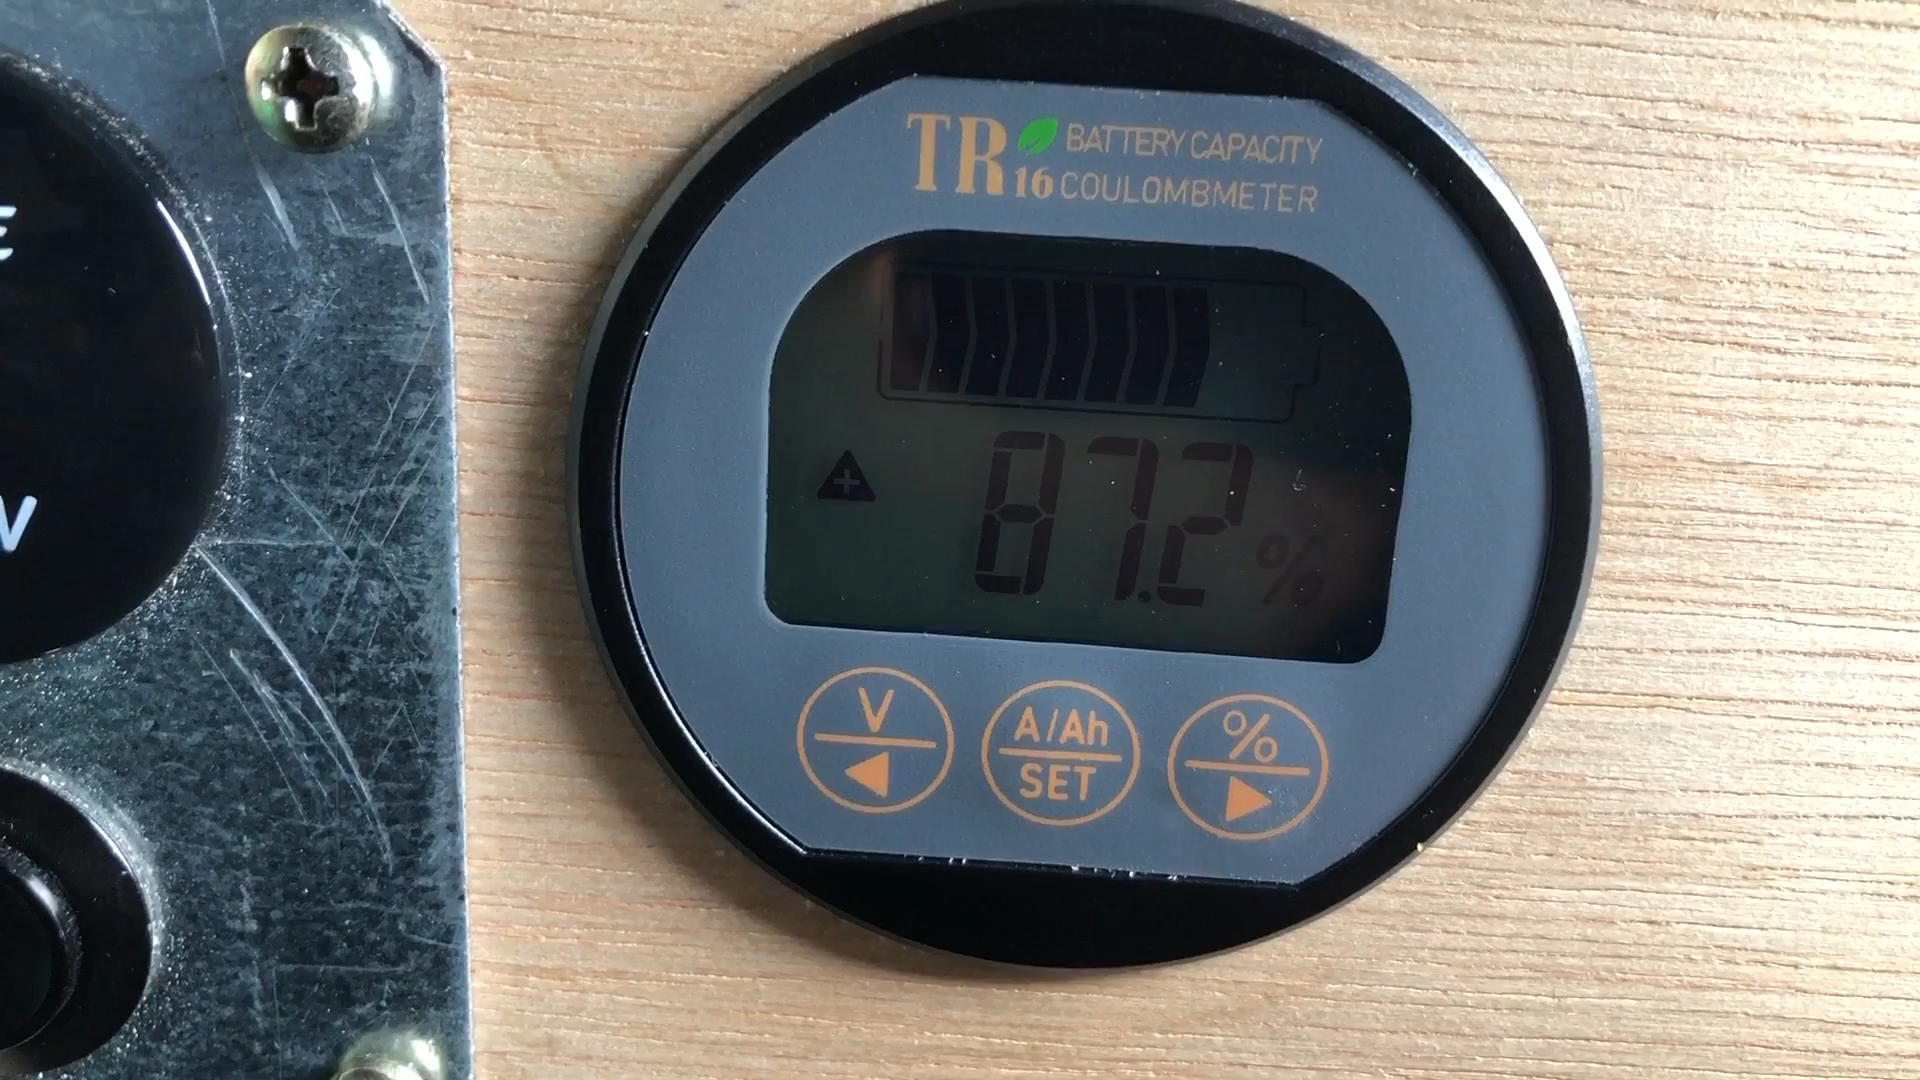 TR16 BATTERY CAPACITY
COULOMBMETER
87.2 %
V
A/Ah
SET
%
E
V